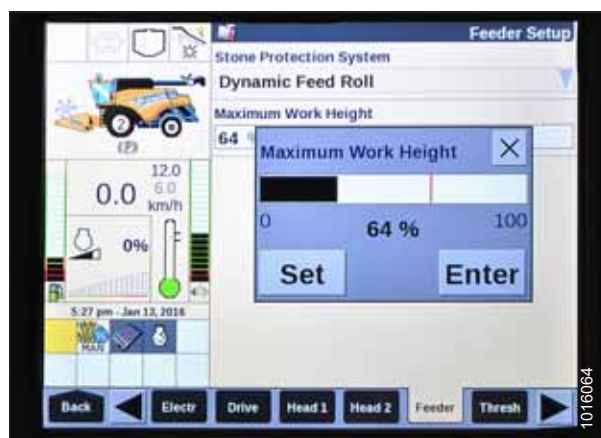 Feeder Setup
Stone Protection System
Dynamic Feed Roll
Maximum Work Height
64 %
Maximum Work Height
0
64 %
100
Set
Enter
2
(P)
12.0
6.0
0.0
km/h
0%
5:27 pm - Jan 13, 2016
MAN
Back
Electr
Drive
Head 1
Head 2
Feeder
Thresh
1016064